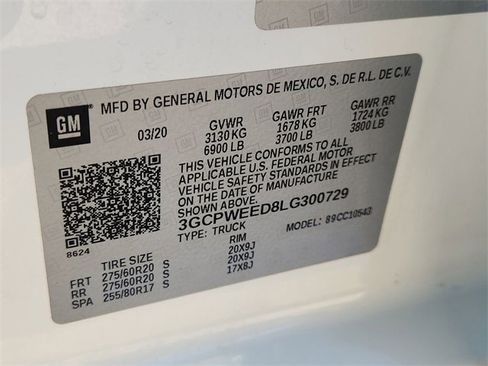 GM
MFD BY GENERAL MOTORS DE MEXICO, S. DE R.L. DE C.V.
03/20 GVWR GAWR FRT GAWR RR
3130 KG 1678 KG 1724 KG
6900 LB 3700 LB 3800 LB
THIS VEHICLE CONFORMS TO ALL
APPLICABLE U.S. FEDERAL MOTOR
VEHICLE SAFETY STANDARDS IN EFFECT
ON THE DATE OF MANUFACTURE
SHOWN ABOVE.
3GCPWEED8LG300729
8624 TYPE: TRUCK 89CC10543
TIRE SIZE RIM
FRT 275/60R20 S 20X9J
RR 275/60R20 S 20X9J
SPA 255/80R17 S 17X8J